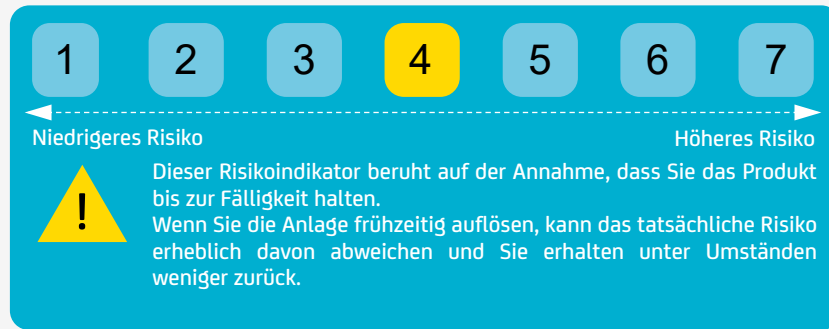 1 2 3 4 5 6 7
Niedrigeres Risiko Höheres Risiko
Dieser Risikoindikator beruht auf der Annahme, dass Sie das Produkt
bis zur Fälligkeit halten.
!
Wenn Sie die Anlage frühzeitig auflösen, kann das tatsächliche Risiko
erheblich davon abweichen und Sie erhalten unter Umständen
weniger zurück.